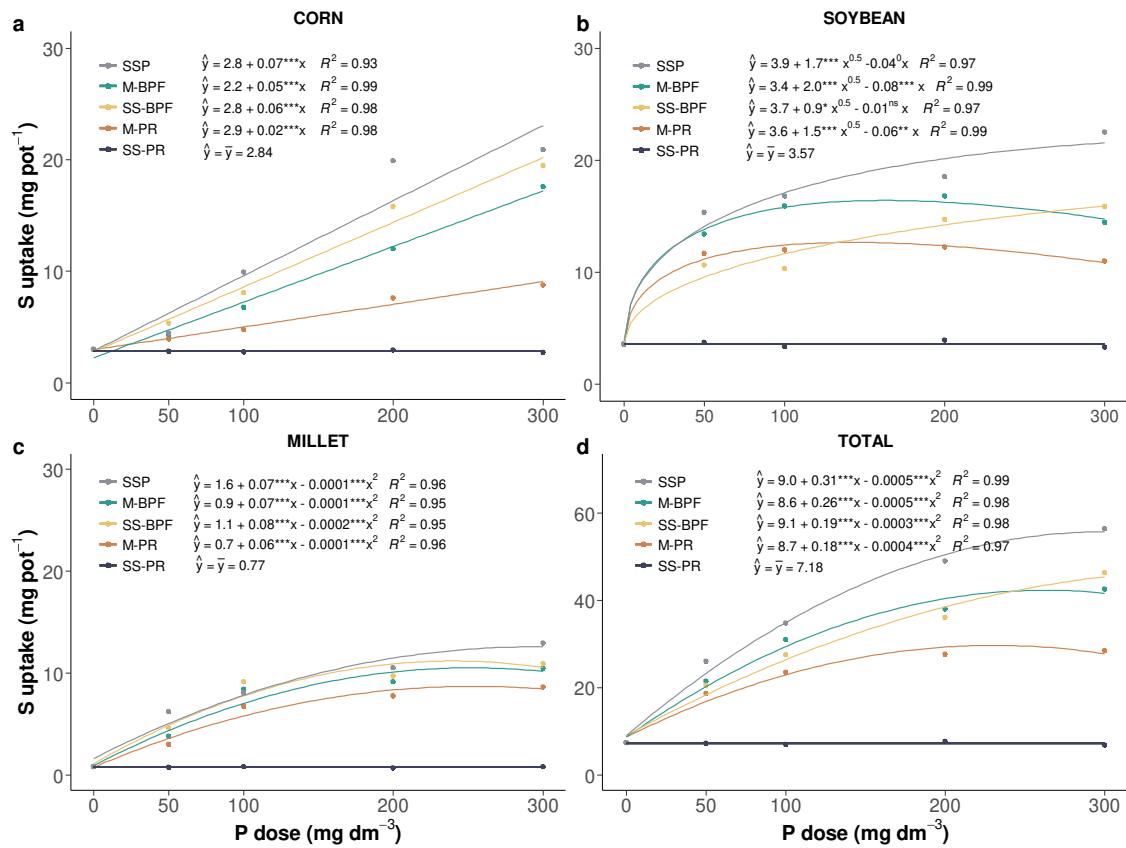 a CORN
S uptake (mg pot⁻¹)
30
20
10
0
SSP ŷ = 2.8 + 0.07***x R² = 0.93
M-BPF ŷ = 2.2 + 0.05***x R² = 0.99
SS-BPF ŷ = 2.8 + 0.06***x R² = 0.98
M-PR ŷ = 2.9 + 0.02***x R² = 0.98
SS-PR ŷ = ȳ = 2.84
0 50 100 200 300
b SOYBEAN
30
20
10
0
SSP ŷ = 3.9 + 1.7*** x⁰·⁵ -0.04⁰x R² = 0.97
M-BPF ŷ = 3.4 + 2.0*** x⁰·⁵ - 0.08*** x R² = 0.99
SS-BPF ŷ = 3.7 + 0.9* x⁰·⁵ - 0.01ⁿˢ x R² = 0.97
M-PR ŷ = 3.6 + 1.5*** x⁰·⁵ - 0.06** x R² = 0.99
SS-PR ŷ = ȳ = 3.57
0 50 100 200 300
c MILLET
S uptake (mg pot⁻¹)
30
20
10
0
SSP ŷ = 1.6 + 0.07***x - 0.0001***x² R² = 0.96
M-BPF ŷ = 0.9 + 0.07***x - 0.0001***x² R² = 0.95
SS-BPF ŷ = 1.1 + 0.08***x - 0.0002***x² R² = 0.95
M-PR ŷ = 0.7 + 0.06***x - 0.0001***x² R² = 0.96
SS-PR ŷ = ȳ = 0.77
0 50 100 200 300
P dose (mg dm⁻³)
d TOTAL
60
40
20
0
SSP ŷ = 9.0 + 0.31***x - 0.0005***x² R² = 0.99
M-BPF ŷ = 8.6 + 0.26***x - 0.0005***x² R² = 0.98
SS-BPF ŷ = 9.1 + 0.19***x - 0.0003***x² R² = 0.98
M-PR ŷ = 8.7 + 0.18***x - 0.0004***x² R² = 0.97
SS-PR ŷ = ȳ = 7.18
0 50 100 200 300
P dose (mg dm⁻³)